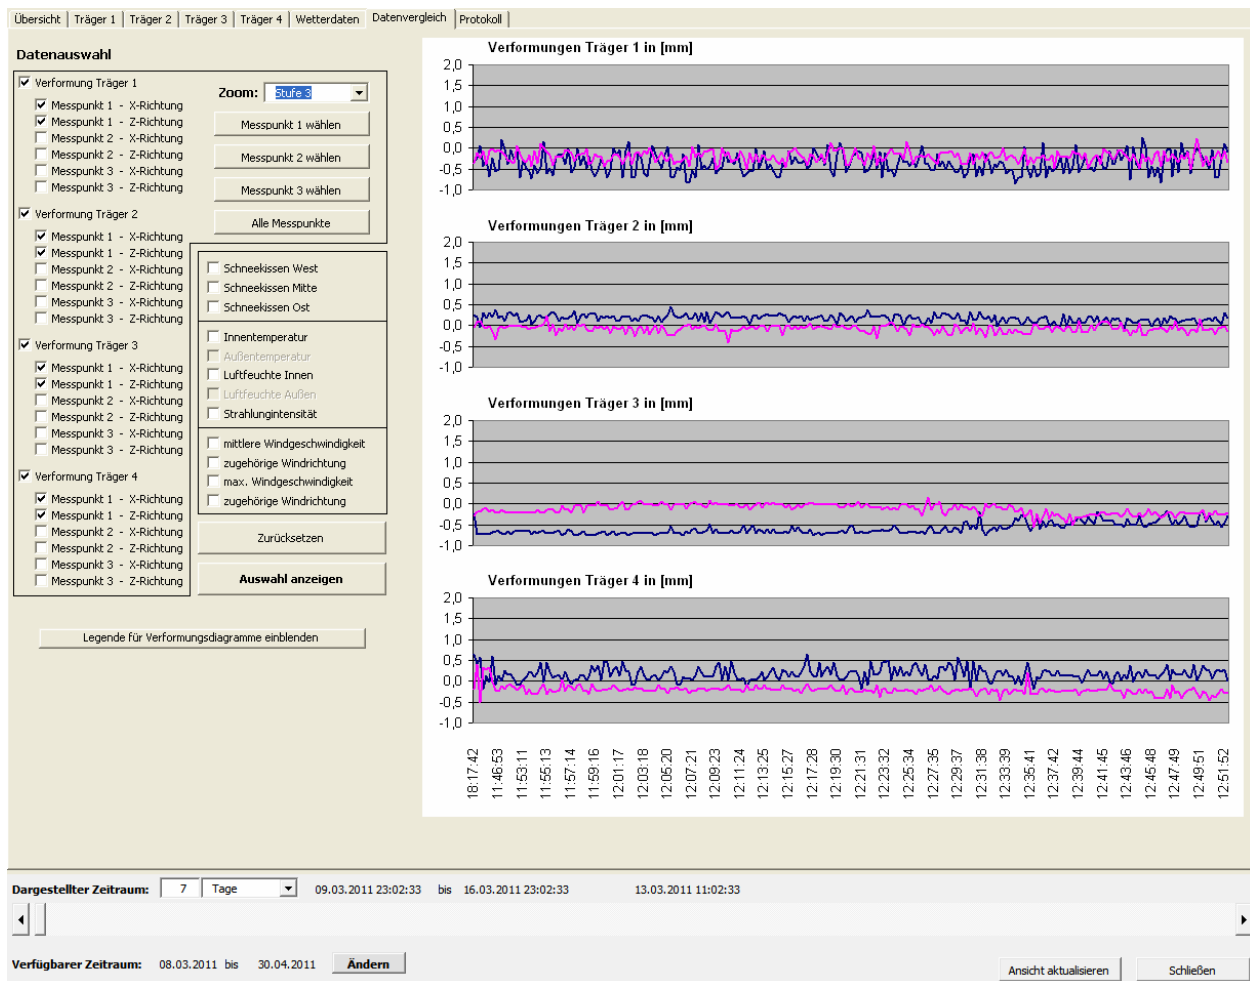 Übersicht Träger 1 Träger 2 Träger 3 Träger 4 Wetterdaten Datenvergleich Protokoll
Datenauswahl
Verformung Träger 1
Messpunkt 1 - X-Richtung
Messpunkt 1 - Z-Richtung
Messpunkt 2 - X-Richtung
Messpunkt 2 - Z-Richtung
Messpunkt 3 - X-Richtung
Messpunkt 3 - Z-Richtung
Verformung Träger 2
Messpunkt 1 - X-Richtung
Messpunkt 1 - Z-Richtung
Messpunkt 2 - X-Richtung
Messpunkt 2 - Z-Richtung
Messpunkt 3 - X-Richtung
Messpunkt 3 - Z-Richtung
Verformung Träger 3
Messpunkt 1 - X-Richtung
Messpunkt 1 - Z-Richtung
Messpunkt 2 - X-Richtung
Messpunkt 2 - Z-Richtung
Messpunkt 3 - X-Richtung
Messpunkt 3 - Z-Richtung
Verformung Träger 4
Messpunkt 1 - X-Richtung
Messpunkt 1 - Z-Richtung
Messpunkt 2 - X-Richtung
Messpunkt 2 - Z-Richtung
Messpunkt 3 - X-Richtung
Messpunkt 3 - Z-Richtung
Zoom: Stufe 3
Messpunkt 1 wählen
Messpunkt 2 wählen
Messpunkt 3 wählen
Alle Messpunkte
Schneekissen West
Schneekissen Mitte
Schneekissen Ost
Innentemperatur
Außentemperatur
Luftfeuchte Innen
Luftfeuchte Außen
Strahlungintensität
mittlere Windgeschwindigkeit
zugehörige Windrichtung
max. Windgeschwindigkeit
zugehörige Windrichtung
Zurücksetzen
Auswahl anzeigen
Legende für Verformungsdiagramme einblenden
Verformungen Träger 1 in [mm]
2,0
1,5
1,0
0,5
0,0
-0,5
-1,0
Verformungen Träger 2 in [mm]
2,0
1,5
1,0
0,5
0,0
-0,5
-1,0
Verformungen Träger 3 in [mm]
2,0
1,5
1,0
0,5
0,0
-0,5
-1,0
Verformungen Träger 4 in [mm]
2,0
1,5
1,0
0,5
0,0
-0,5
-1,0
18:17:42
11:46:53
11:53:11
11:55:13
11:57:14
11:59:16
12:01:17
12:03:18
12:05:20
12:07:21
12:09:23
12:11:24
12:13:25
12:15:27
12:17:28
12:19:30
12:21:31
12:23:32
12:25:34
12:27:35
12:29:37
12:31:38
12:33:39
12:35:41
12:37:42
12:39:44
12:41:45
12:43:46
12:45:48
12:47:49
12:49:51
12:51:52
Dargestellter Zeitraum: 7 Tage 09.03.2011 23:02:33 bis 16.03.2011 23:02:33 13.03.2011 11:02:33
Verfügbarer Zeitraum: 08.03.2011 bis 30.04.2011 Ändern
Ansicht aktualisieren Schließen